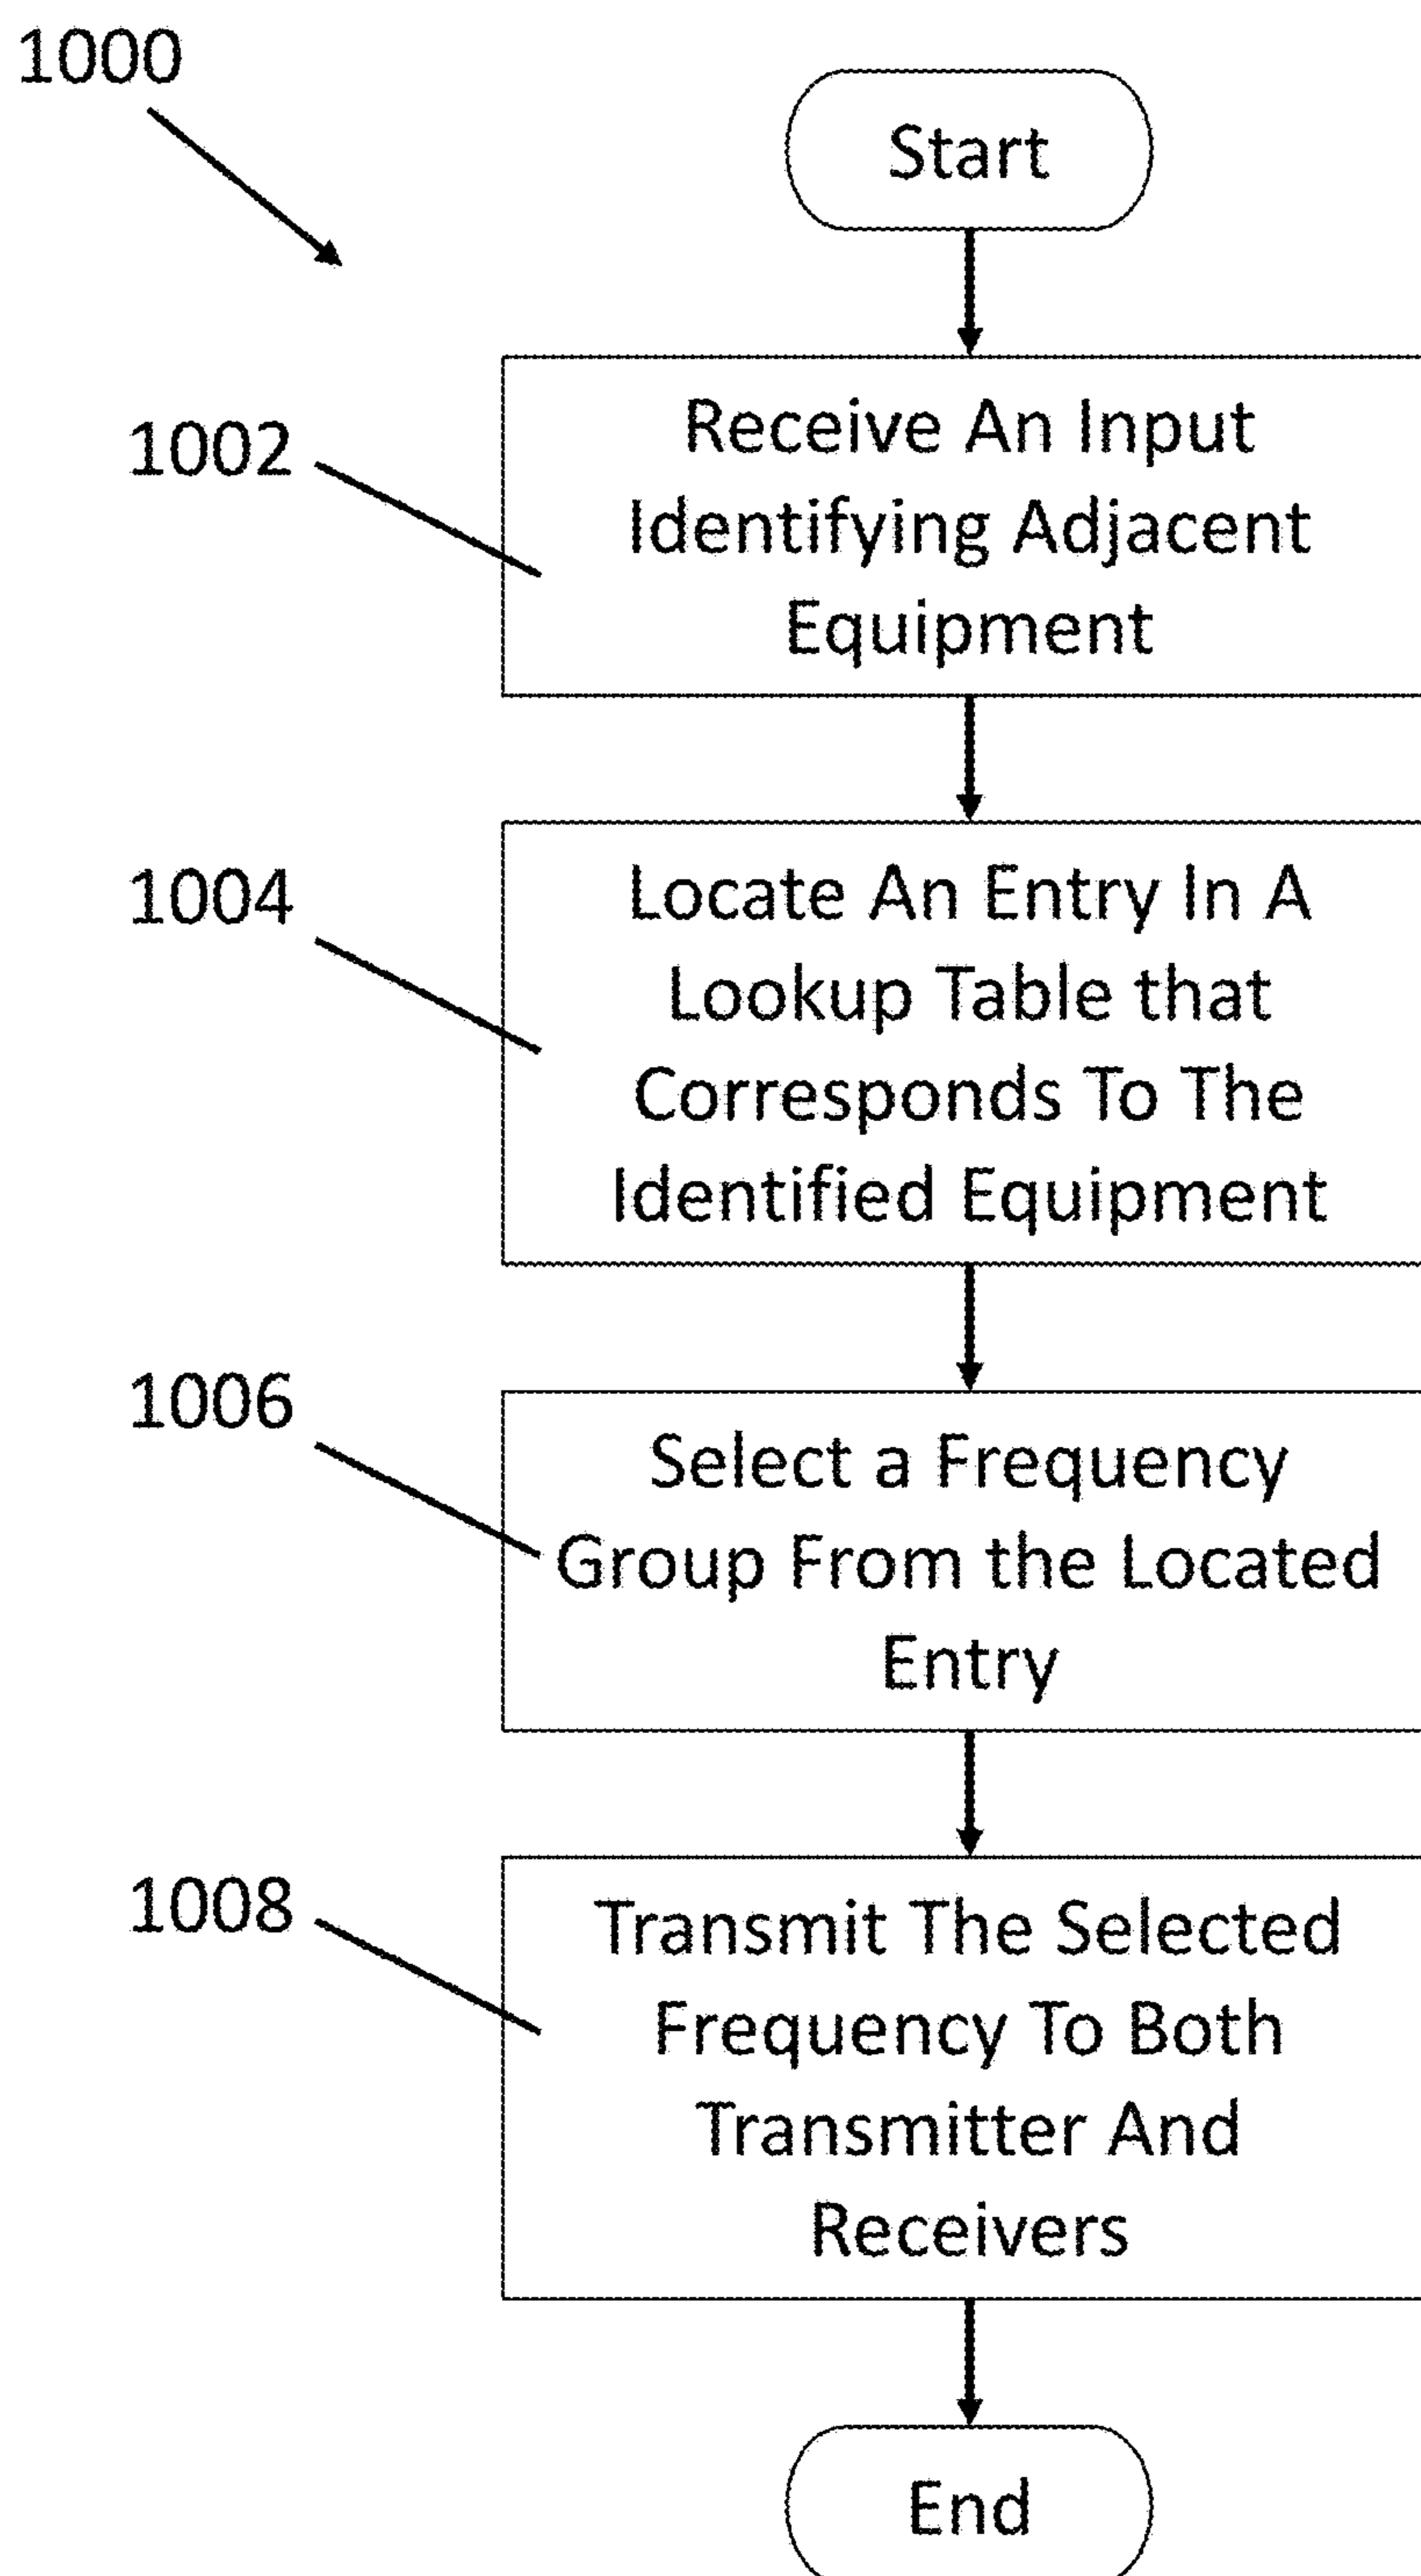 1000
Start
1002
Receive An Input
Identifying Adjacent
Equipment
1004
Locate An Entry In A
Lookup Table that
Corresponds To The
Identified Equipment
1006
Select a Frequency
Group From the Located
Entry
1008
Transmit The Selected
Frequency To Both
Transmitter And
Receivers
End